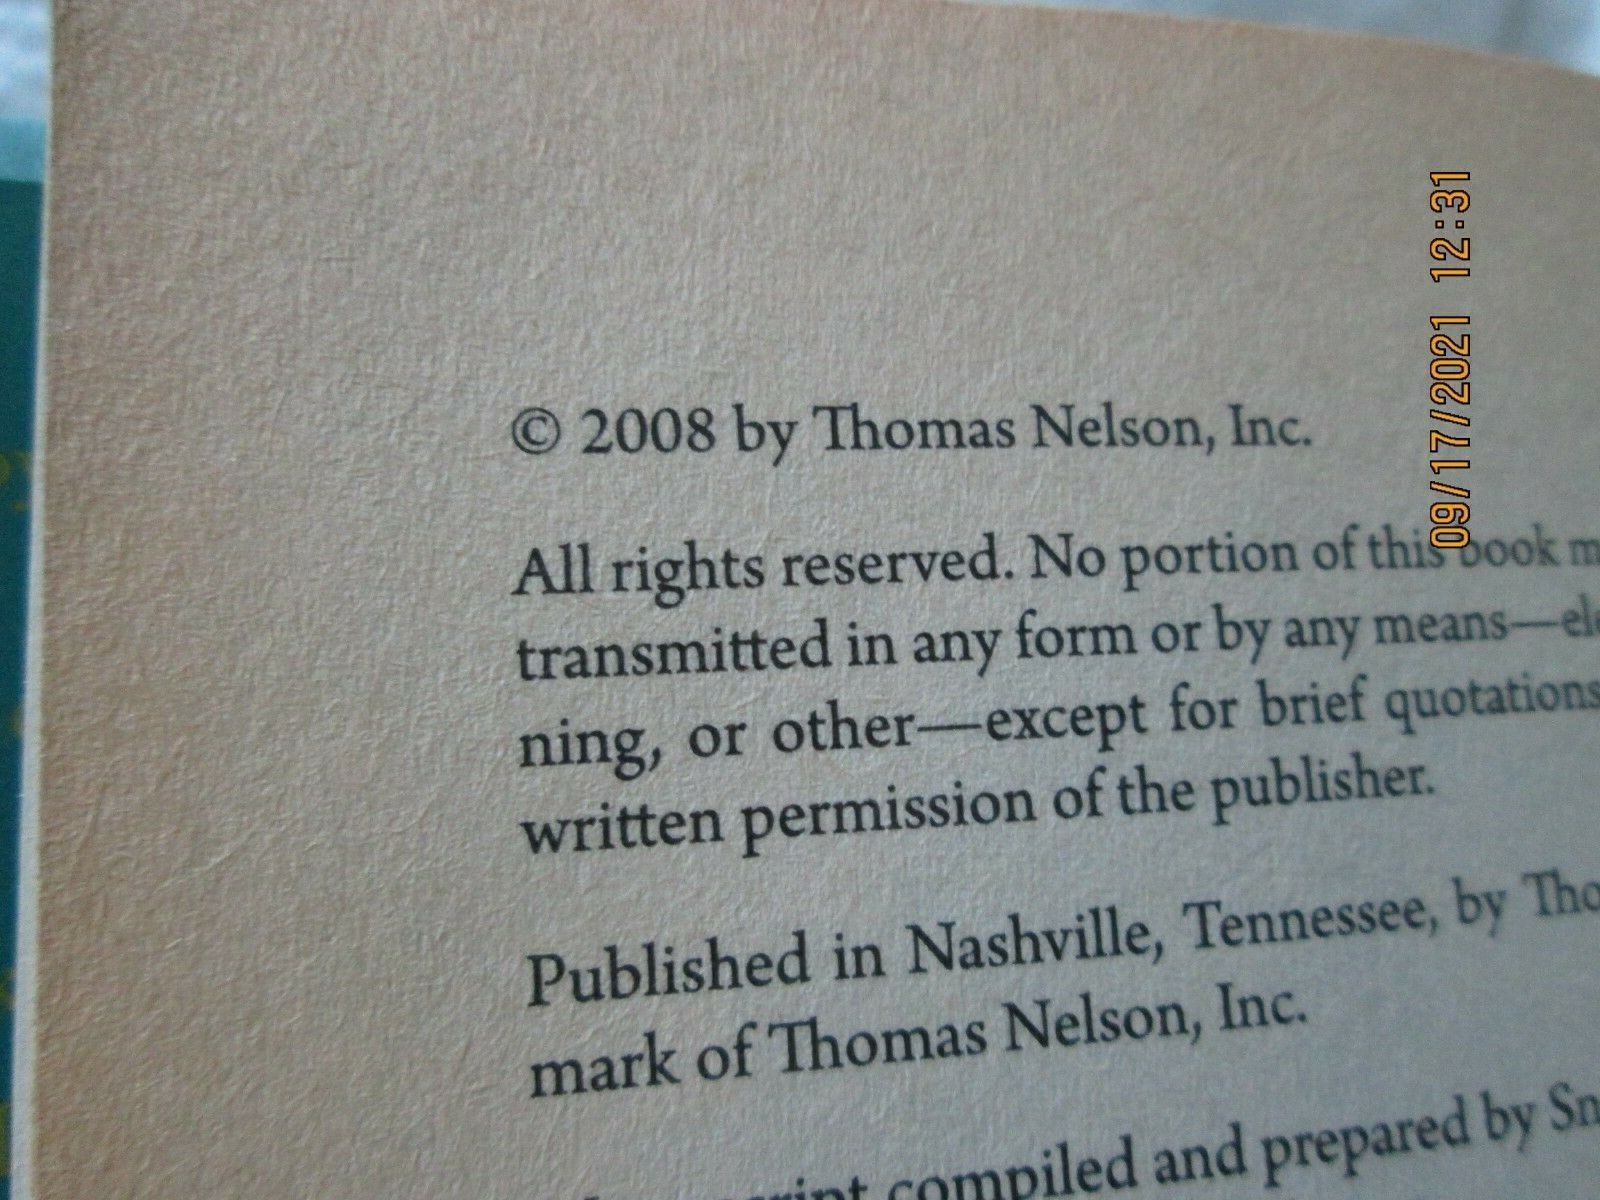 © 2008 by Thomas Nelson, Inc.
All rights reserved. No portion of this book
transmitted in any form or by any means—
ning, or other—except for brief quotations
written permission of the publisher.
Published in Nashville, Tennessee, by
mark of Thomas Nelson, Inc.
compiled and prepared by
09/17/2021 12:31